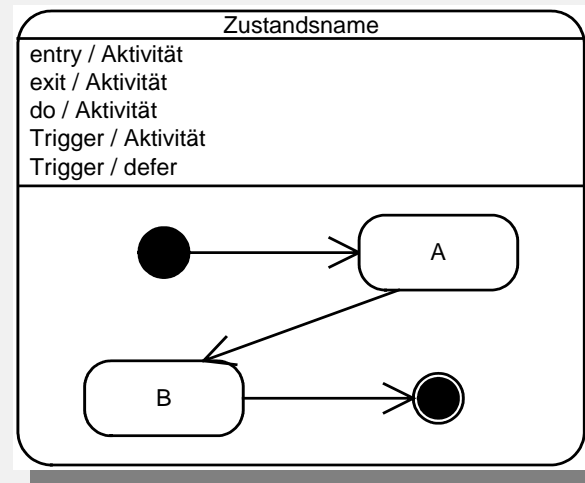 Zustandsname
entry / Aktivität
exit / Aktivität
do / Aktivität
Trigger / Aktivität
Trigger / defer
A
B